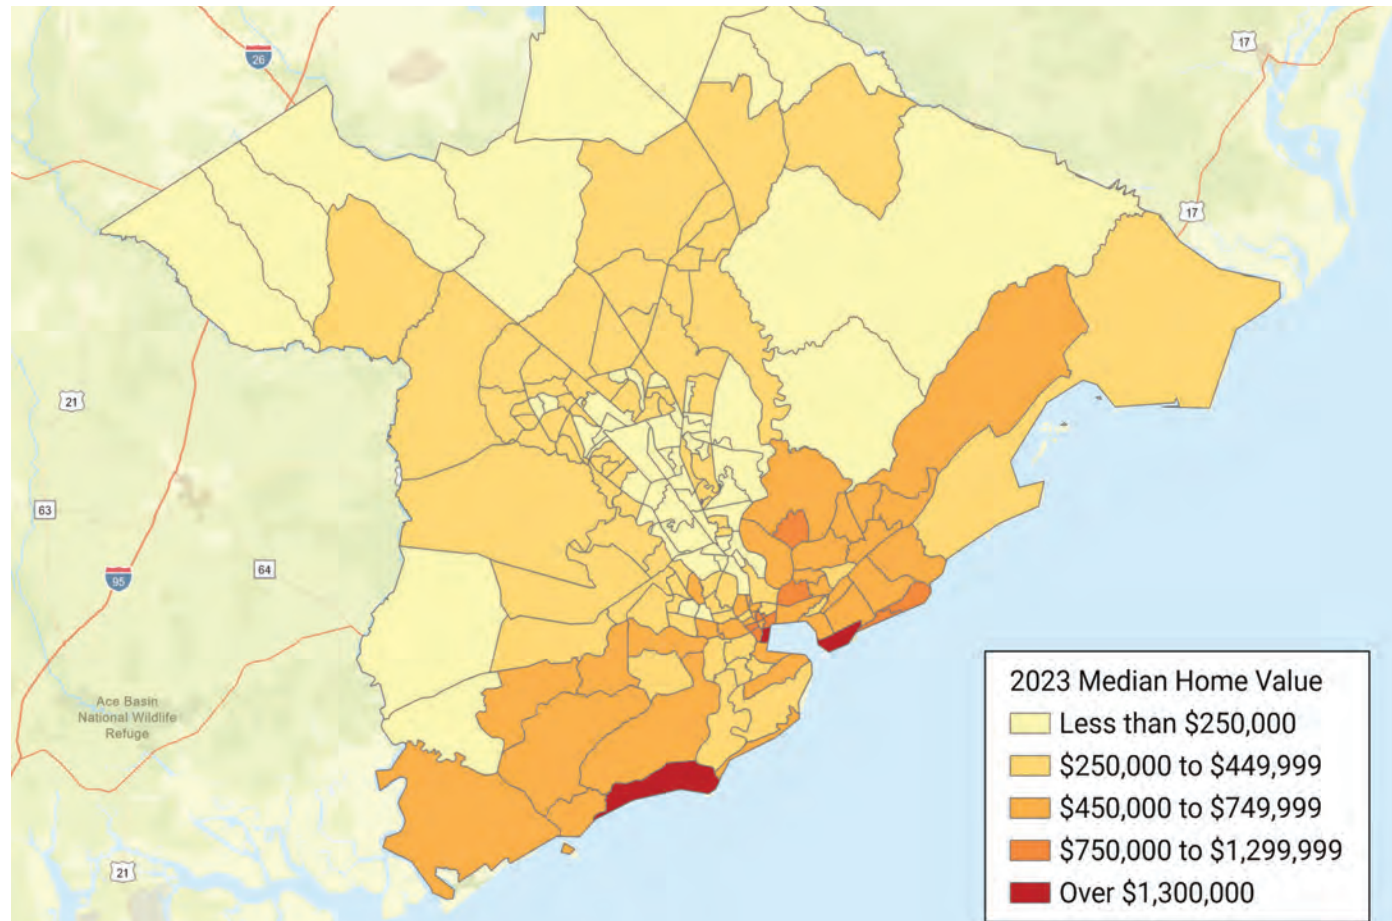 26
17
17
21
63
64
95
Ace Basin
National Wildlife
Refuge
21
2023 Median Home Value
Less than $250,000
$250,000 to $449,999
$450,000 to $749,999
$750,000 to $1,299,999
Over $1,300,000